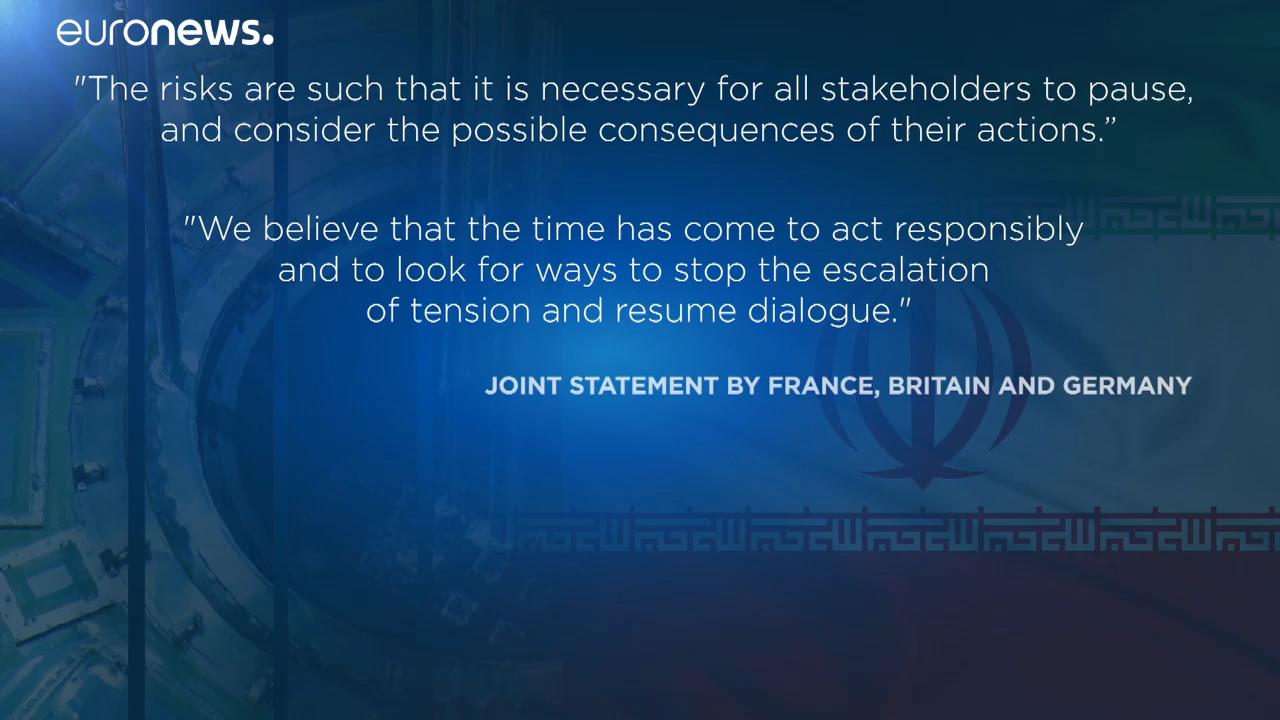 euronews.
"The risks are such that it is necessary for all stakeholders to pause,
and consider the possible consequences of their actions.”
"We believe that the time has come to act responsibly
and to look for ways to stop the escalation
of tension and resume dialogue."
JOINT STATEMENT BY FRANCE, BRITAIN AND GERMANY